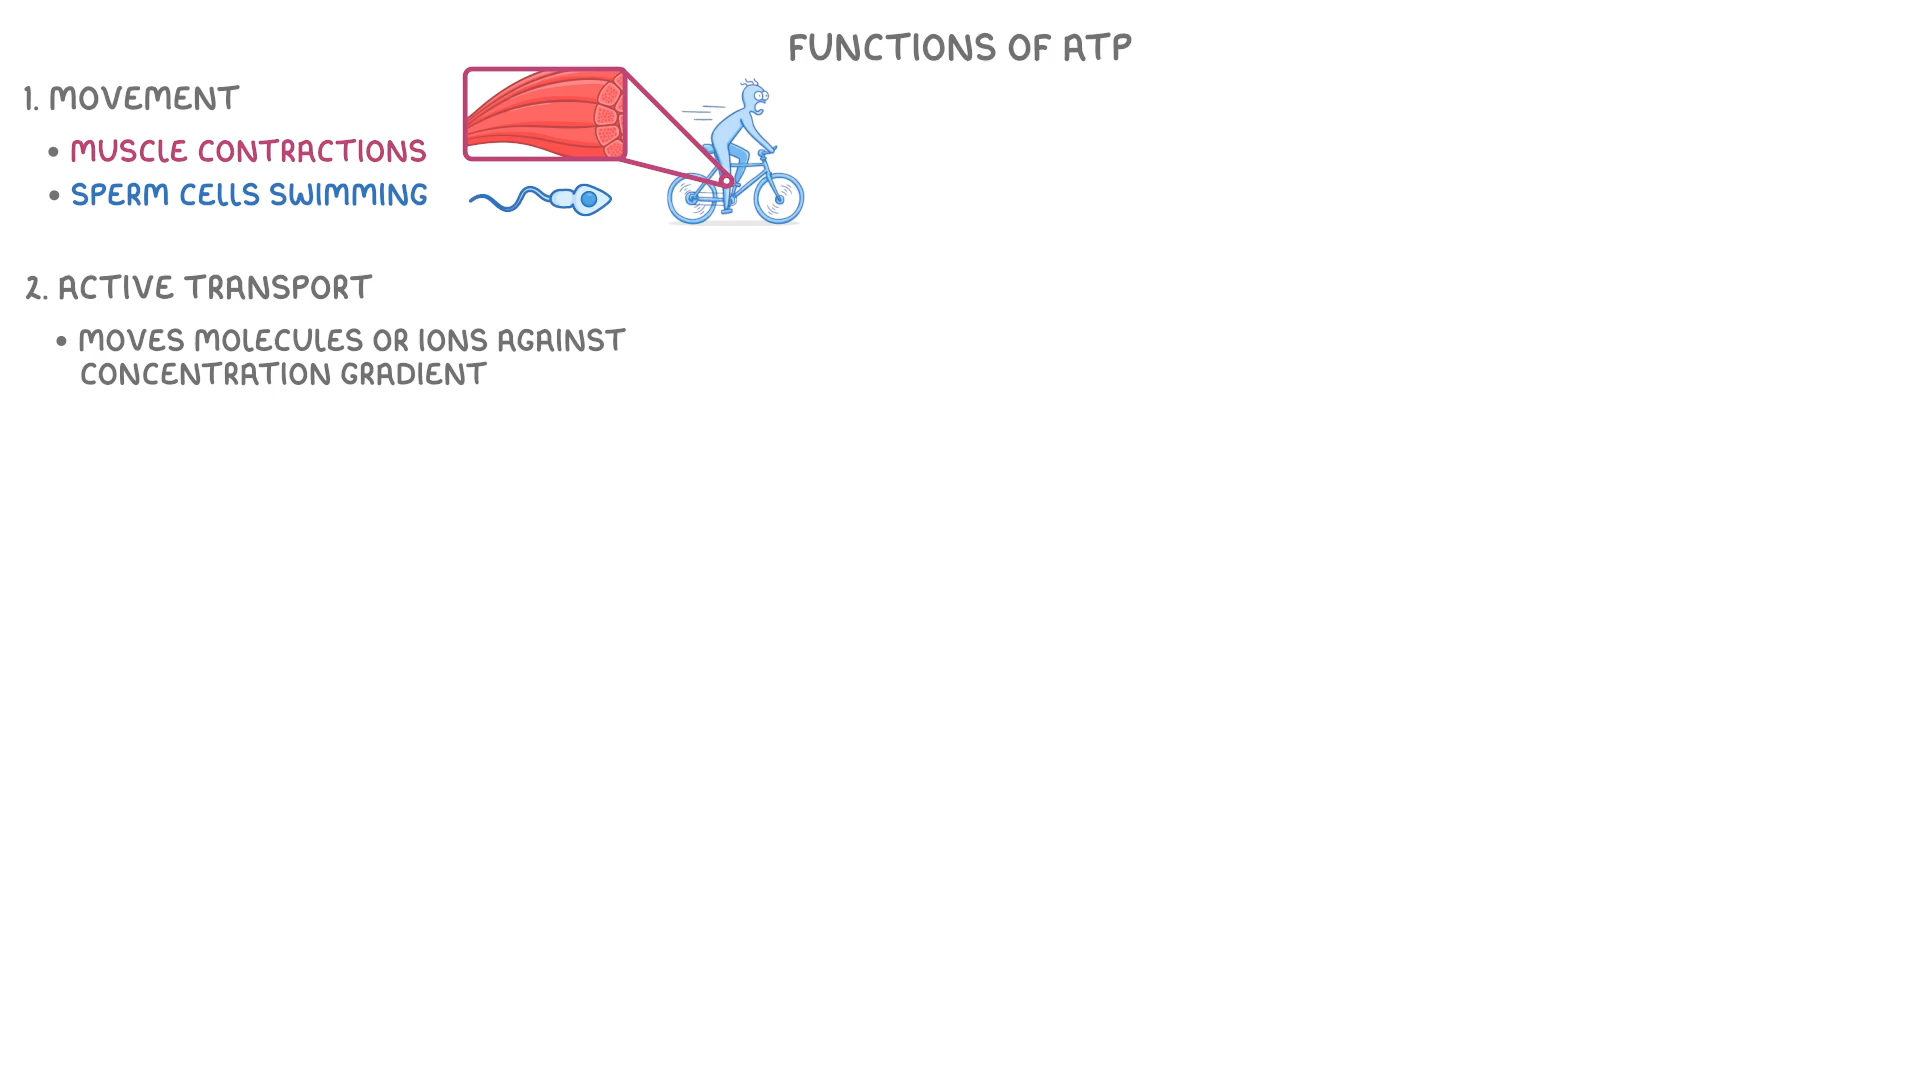 FUNCTIONS OF ATP
1. MOVEMENT
• MUSCLE CONTRACTIONS
• SPERM CELLS SWIMMING
2. ACTIVE TRANSPORT
• MOVES MOLECULES OR IONS AGAINST
CONCENTRATION GRADIENT